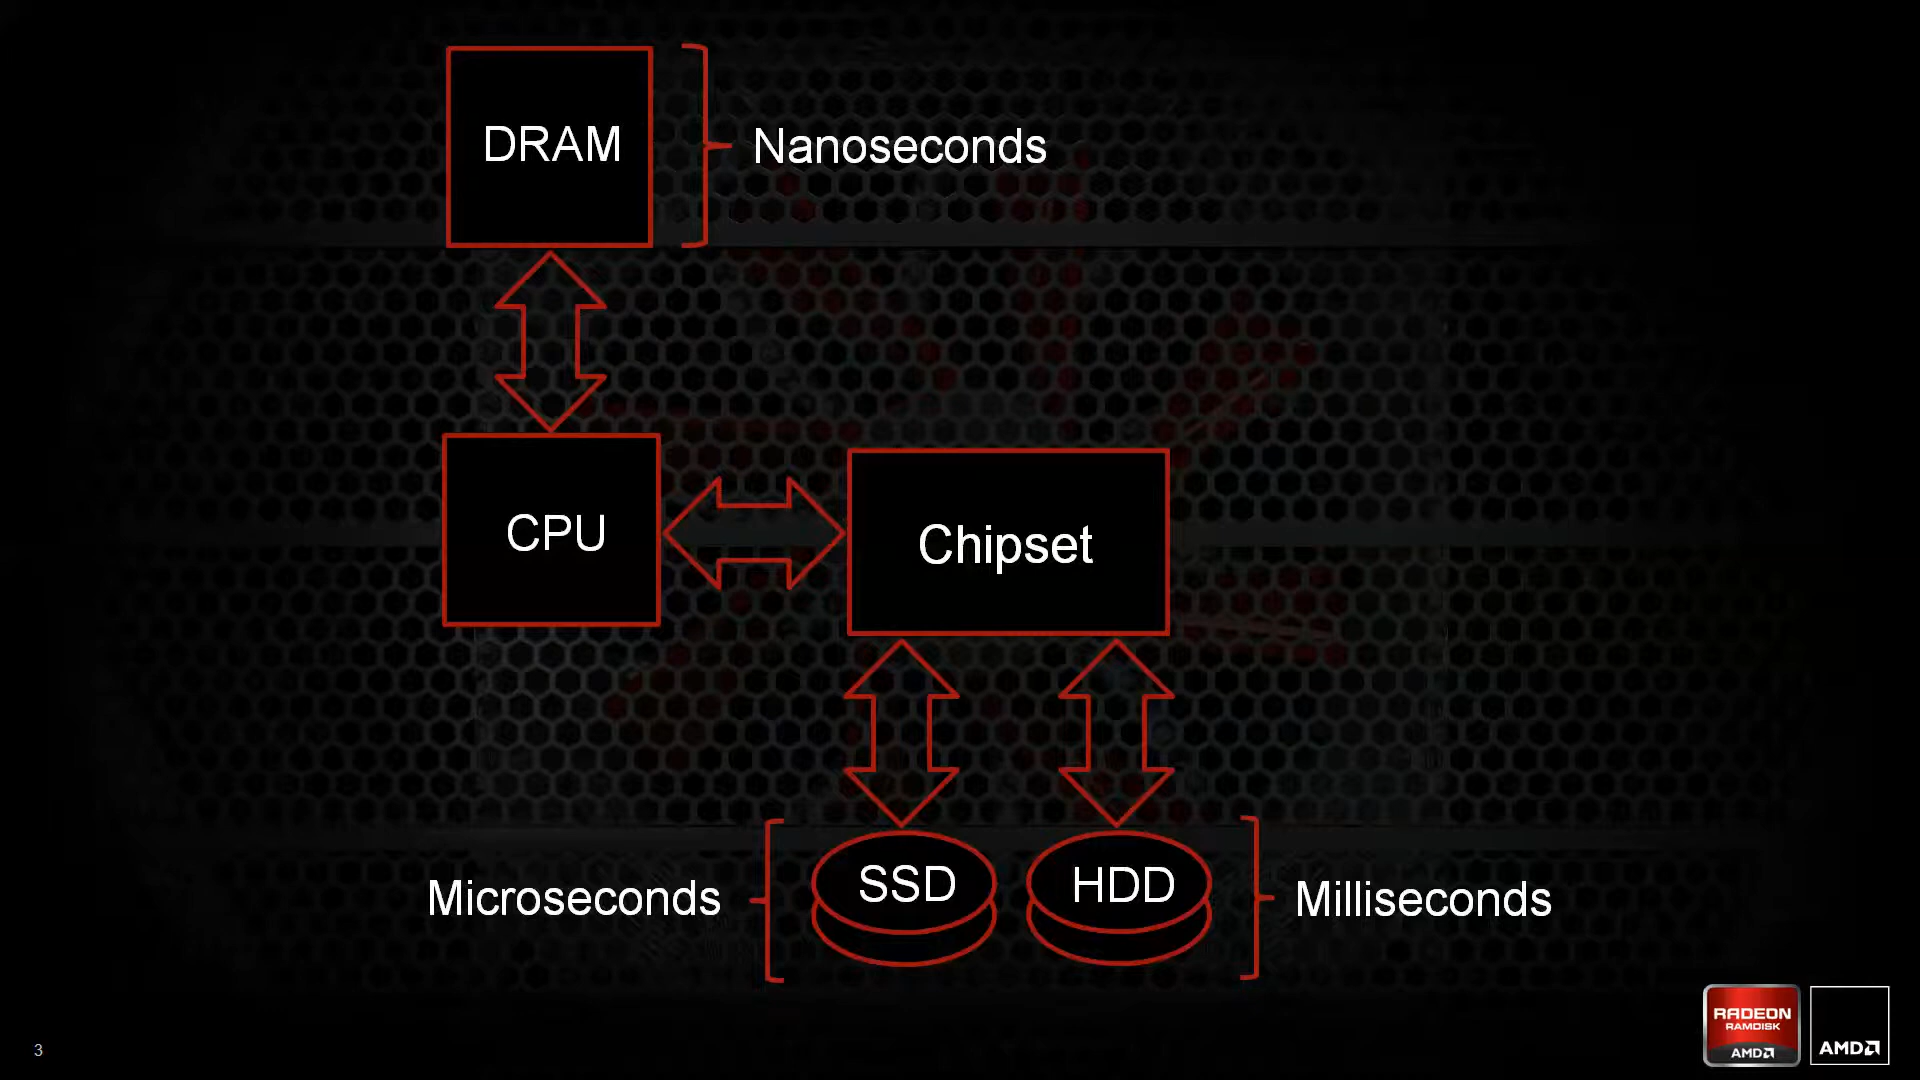 DRAM
Nanoseconds
CPU
Chipset
Microseconds
SSD
HDD
Milliseconds
3
RADEON
RAMDISK
AMD
AMD